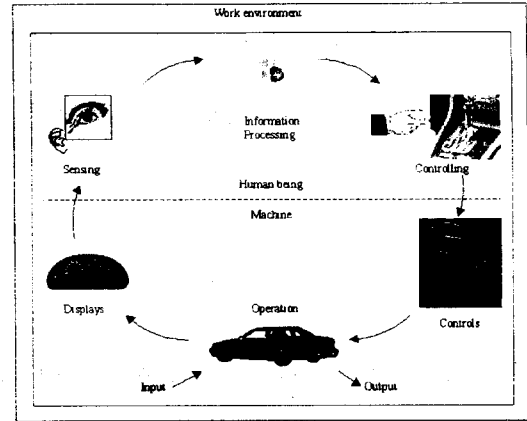 Work environment
Information
Processing
Sensing
Controlling
Human being
Machine
Displays
Operation
Controls
Input
Output